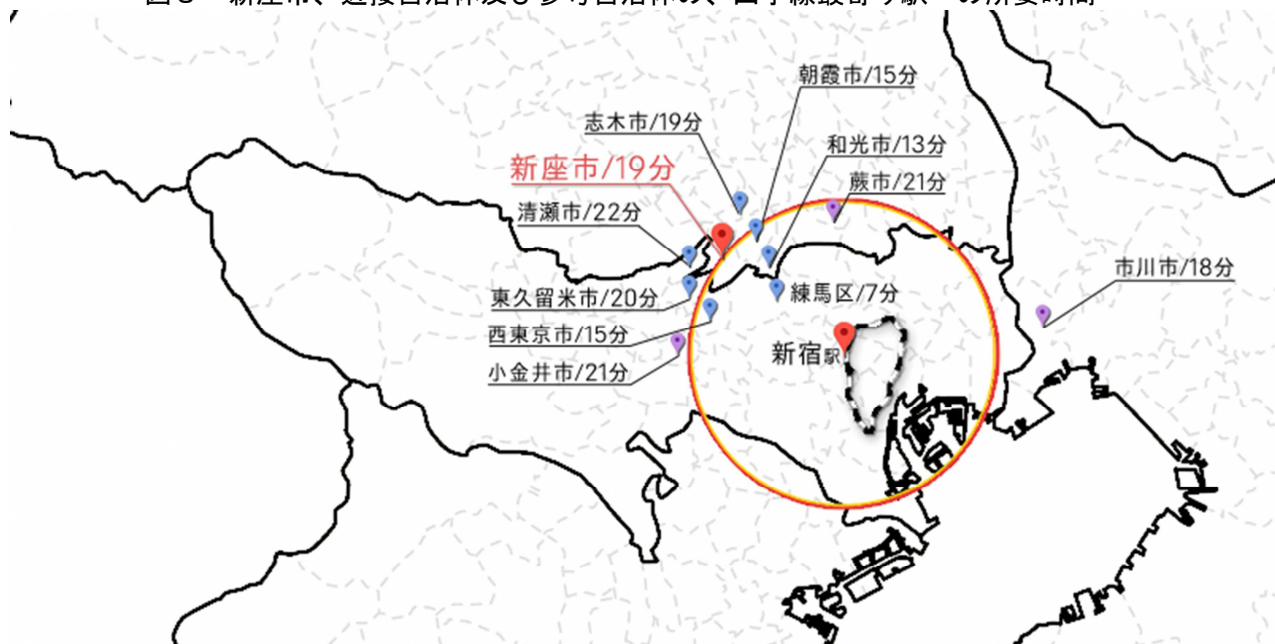 朝霞市/15分
志木市/19分
和光市/13分
新座市/19分
蕨市/21分
清瀬市/22分
市川市/18分
東久留米市/20分
練馬区/7分
西東京市/15分
新宿駅
小金井市/21分